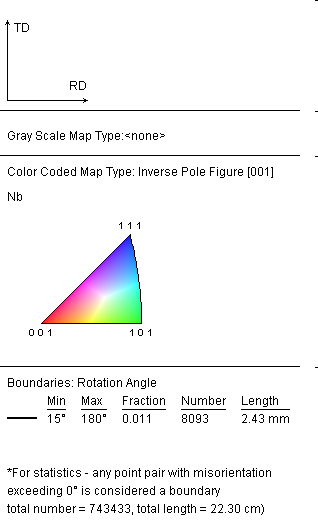 TD
RD
Gray Scale Map Type:<none>
Color Coded Map Type: Inverse Pole Figure [001]
Nb
1 1 1
0 0 1 1 0 1
Boundaries: Rotation Angle
Min Max Fraction Number Length
15° 180° 0.011 8093 2.43 mm
*For statistics - any point pair with misorientation
exceeding 0° is considered a boundary
total number = 743433, total length = 22.30 cm)